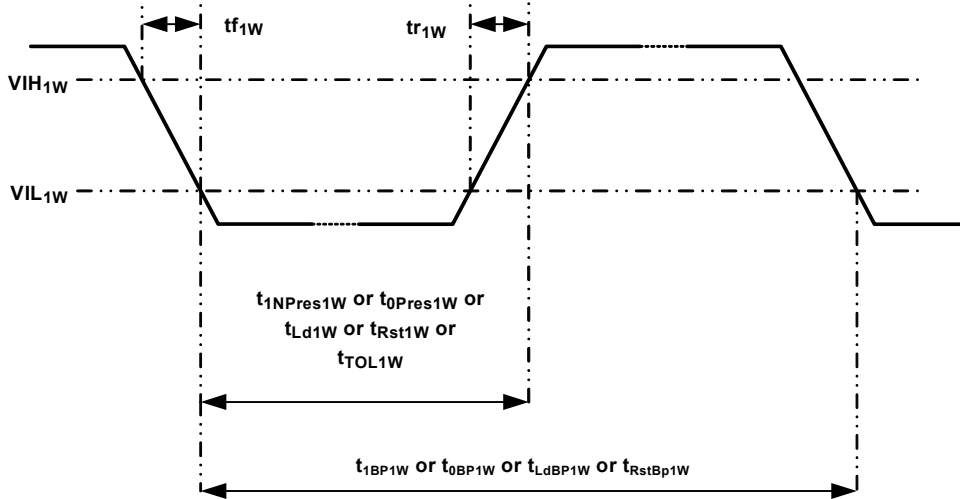 tf1W
tr1W
VIH1W
VIL1W
t1NPres1W or t0Pres1W or
tLd1W or tRst1W or
tTOL1W
t1BP1W or t0BP1W or tLdBP1W or tRstBp1W